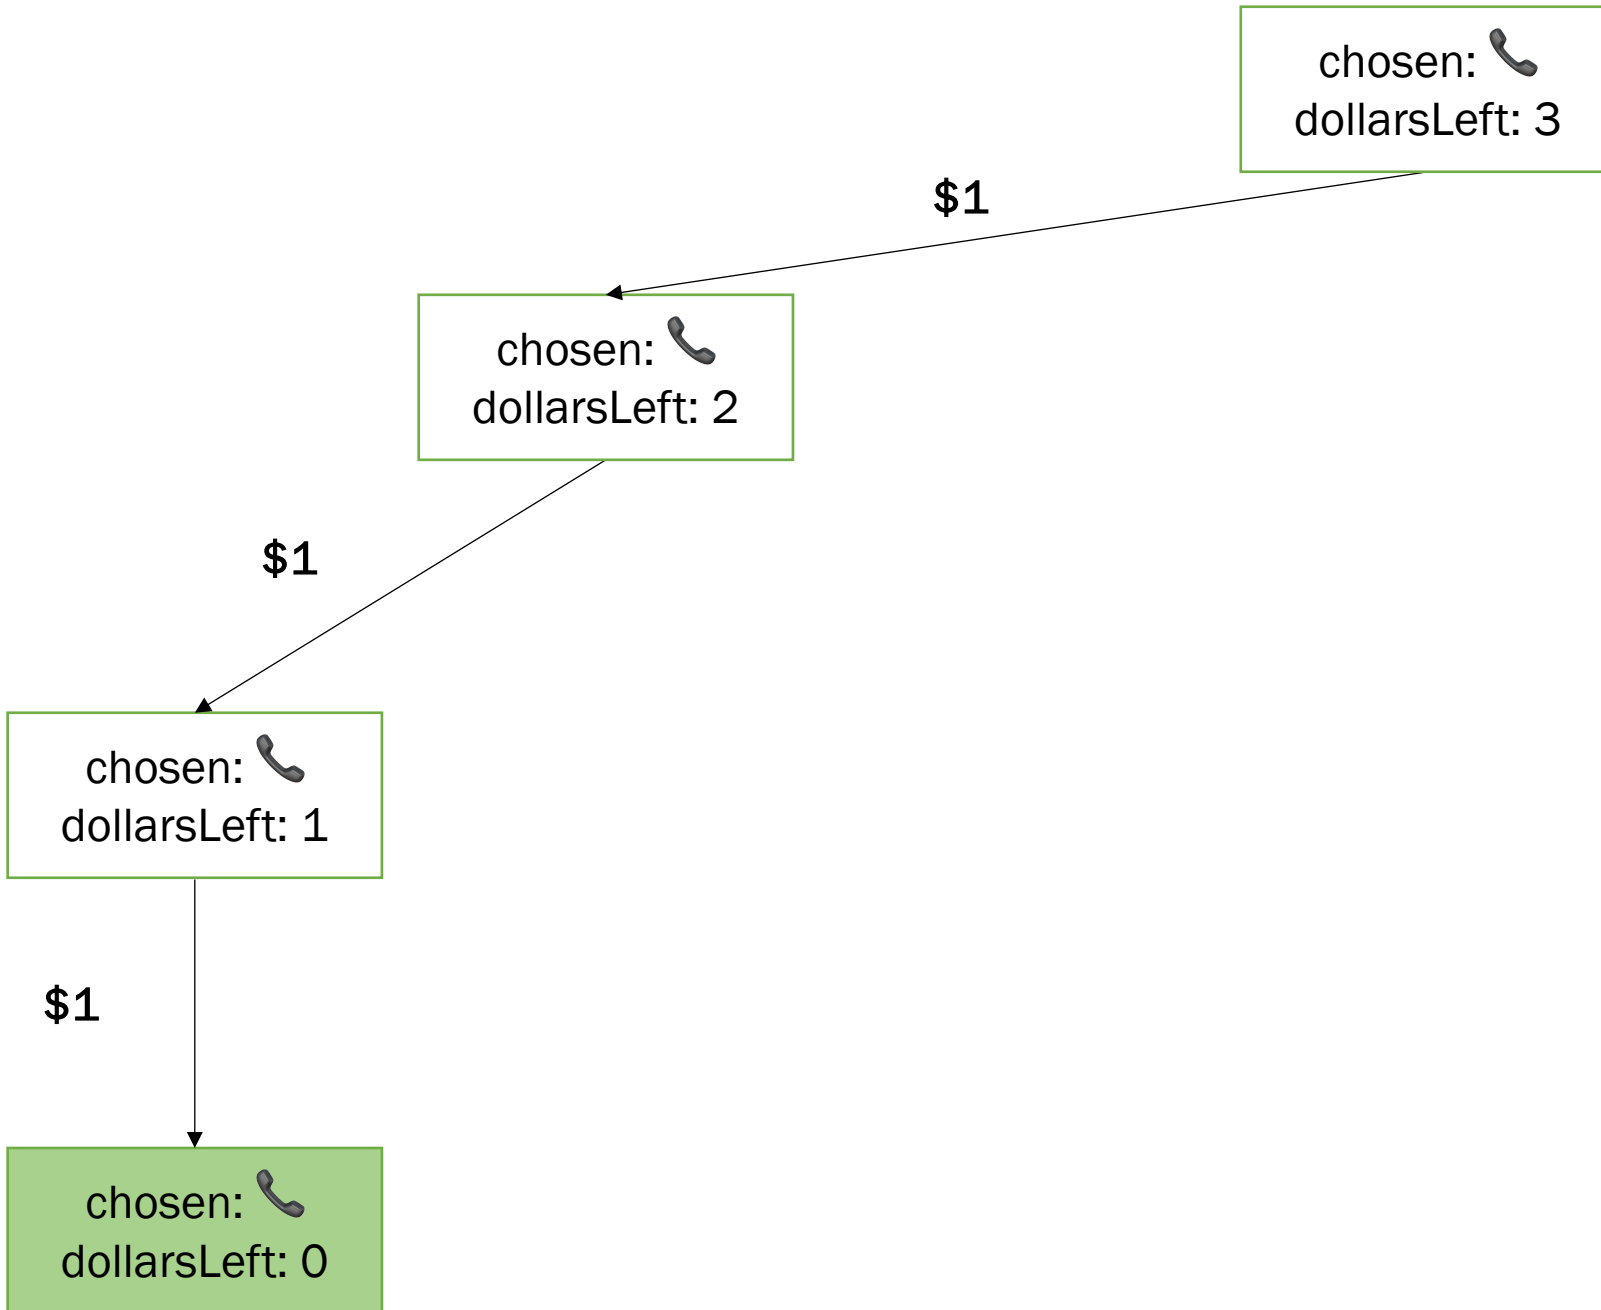 chosen: 📞
dollarsLeft: 3
$1
chosen: 📞
dollarsLeft: 2
$1
chosen: 📞
dollarsLeft: 1
$1
chosen: 📞
dollarsLeft: 0